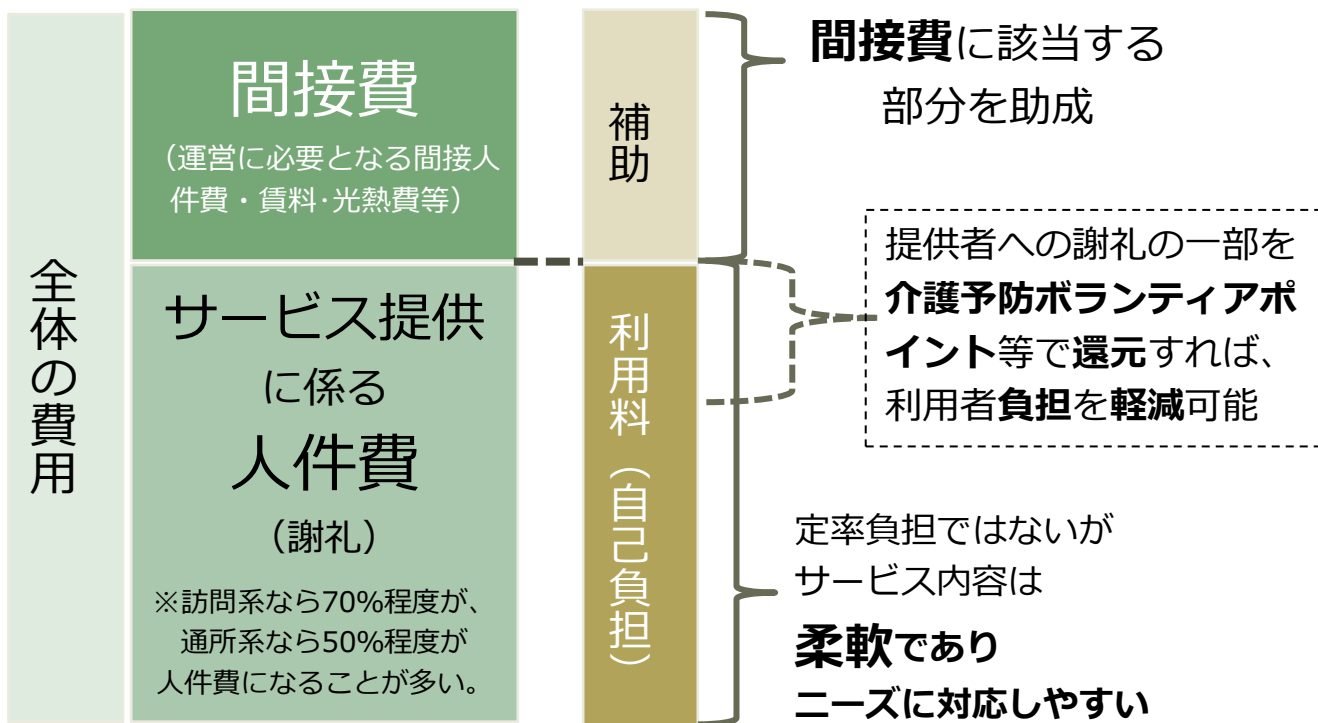 全体の費用
間接費
（運営に必要となる間接人
件費・賃料･光熱費等）
サービス提供
に係る
人件費
（謝礼）
※訪問系なら70%程度が、
通所系なら50%程度が
人件費になることが多い。
補助
利用料（自己負担）
間接費に該当する
部分を助成
提供者への謝礼の一部を
介護予防ボランティアポ
イント等で還元すれば、
利用者負担を軽減可能
定率負担ではないが
サービス内容は
柔軟であり
ニーズに対応しやすい